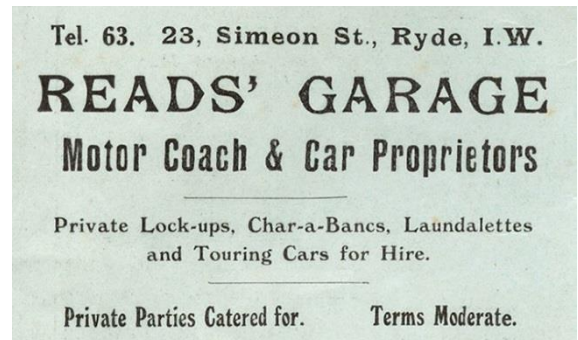 Tel. 63. 23, Simeon St., Ryde, I.W.
READS' GARAGE
Motor Coach & Car Proprietors
Private Lock-ups, Char-a-Bancs, Laundalettes
and Touring Cars for Hire.
Private Parties Catered for. Terms Moderate.